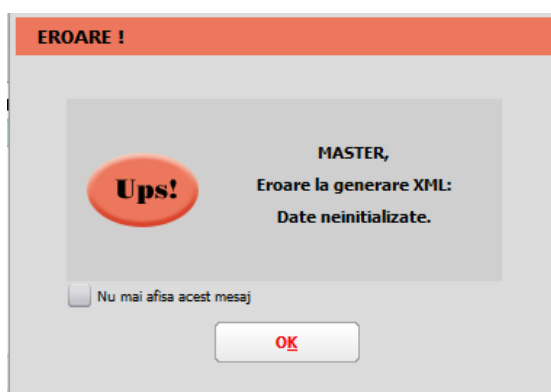 EROARE !
MASTER,
Ups!
Eroare la generare XML:
Date neinitializate.
Nu mai afisa acest mesaj
OK